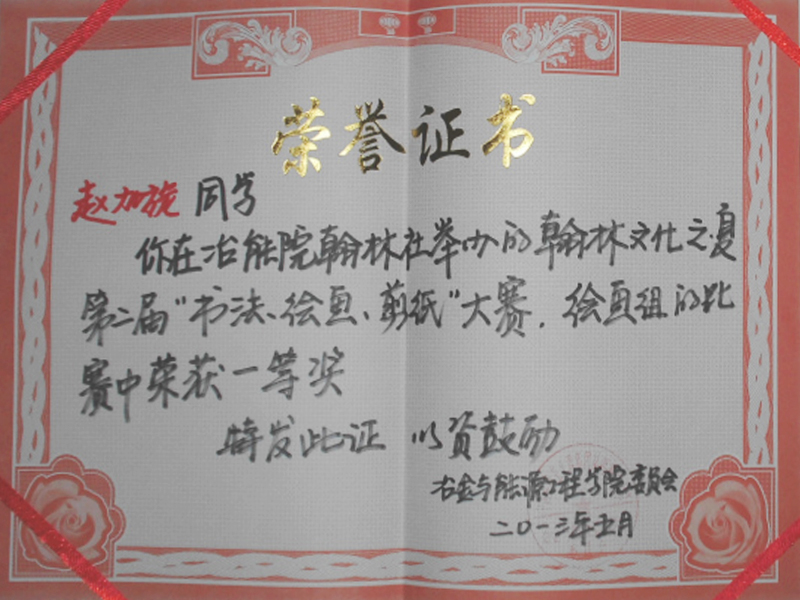 荣誉证书
赵加旋 同学
你在冶能院翰林社举办的翰林文化之夏
第二届"书法、绘画、剪纸"大赛，绘画组的比
赛中荣获一等奖
特发此证 以资鼓励
冶金与能源工程学院委员会
二〇一三年五月